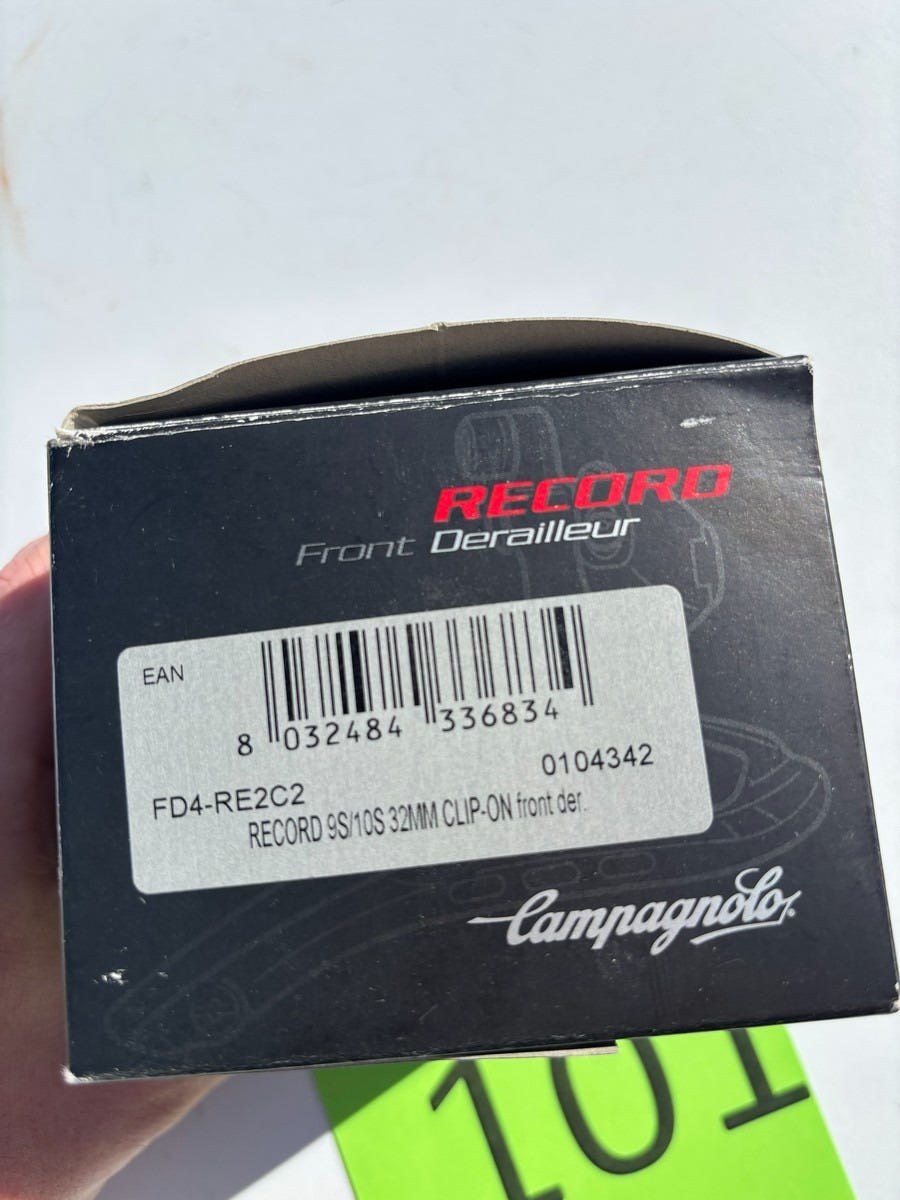 RECORD
Front Derailleur
EAN
8 032484 336834
0104342
FD4-RE2C2
RECORD 9S/10S 32MM CLIP-ON front der.
Campagnolo
101